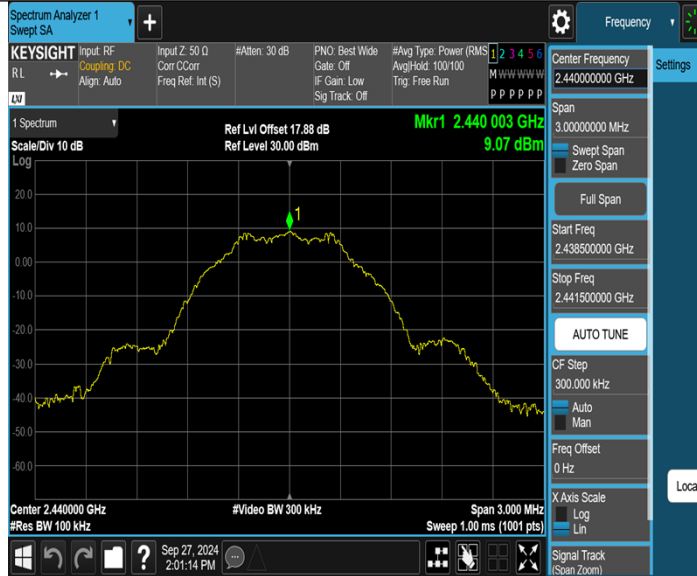 Spectrum Analyzer 1
Swept SA
Frequency
KEYSIGHT
R L
LXI
Input: RF
Coupling: DC
Align: Auto
Input Z: 50 Ω
Corr CCorr
Freq Ref: Int (S)
#Atten: 30 dB
PNO: Best Wide
Gate: Off
IF Gain: Low
Sig Track: Off
#Avg Type: Power (RMS
Avg|Hold: 100/100
Trig: Free Run
1 2 3 4 5 6
M W W W W W
P P P P P P
1 Spectrum
Scale/Div 10 dB
Log
Ref Lvl Offset 17.88 dB
Ref Level 30.00 dBm
Mkr1 2.440 003 GHz
9.07 dBm
20.0
10.0
0.00
-10.0
-20.0
-30.0
-40.0
-50.0
-60.0
1
Center 2.440000 GHz
#Res BW 100 kHz
#Video BW 300 kHz
Span 3.000 MHz
Sweep 1.00 ms (1001 pts)
Sep 27, 2024
2:01:14 PM
Center Frequency
2.440000000 GHz
Span
3.00000000 MHz
Swept Span
Zero Span
Full Span
Start Freq
2.438500000 GHz
Stop Freq
2.441500000 GHz
AUTO TUNE
CF Step
300.000 kHz
Auto
Man
Freq Offset
0 Hz
X Axis Scale
Log
Lin
Signal Track
(Span Zoom)
Settings
Loca